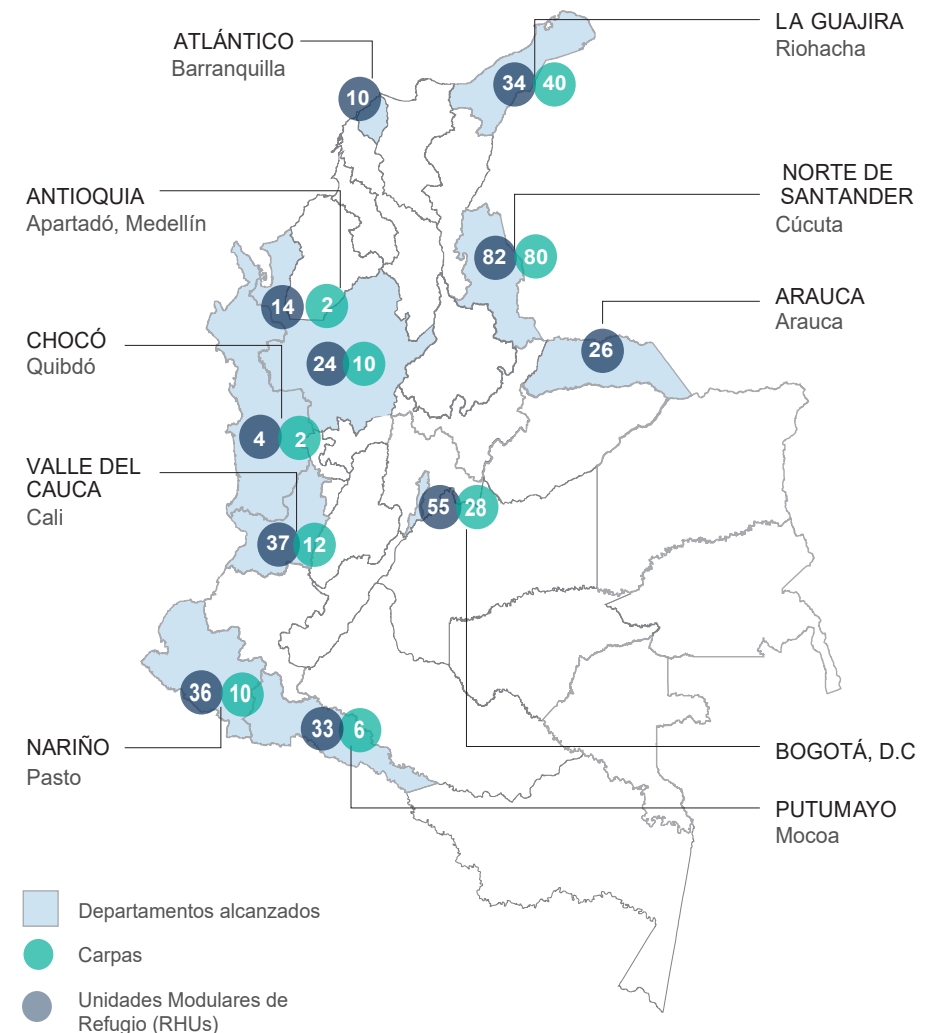 LA GUAJIRA
Riohacha
ATLÁNTICO
Barranquilla
34
40
10
NORTE DE
SANTANDER
Cúcuta
ANTIOQUIA
Apartadó, Medellín
82
80
ARAUCA
Arauca
14
2
CHOCÓ
Quibdó
26
24
10
4
2
VALLE DEL
CAUCA
Cali
55
28
37
12
36
10
33
6
NARIÑO
Pasto
BOGOTÁ, D.C
PUTUMAYO
Mocoa
Departamentos alcanzados
Carpas
Unidades Modulares de
Refugio (RHUs)